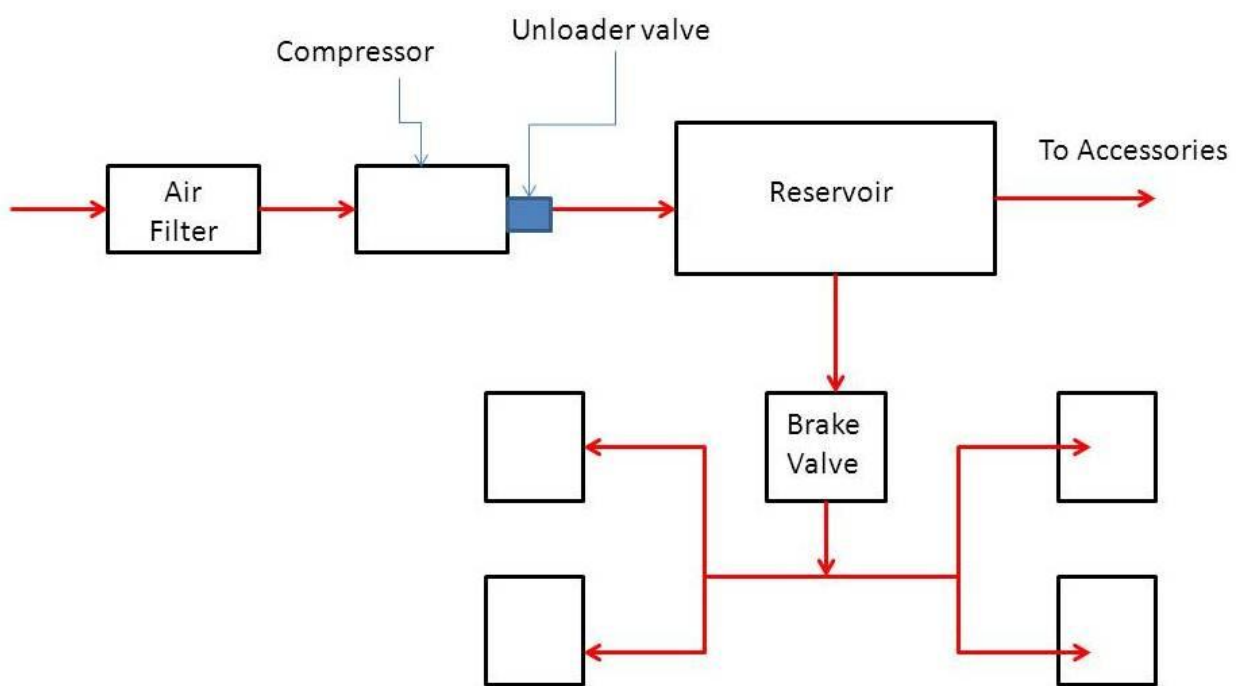 Unloader valve
Compressor
To Accessories
Air
Filter
Reservoir
Brake
Valve